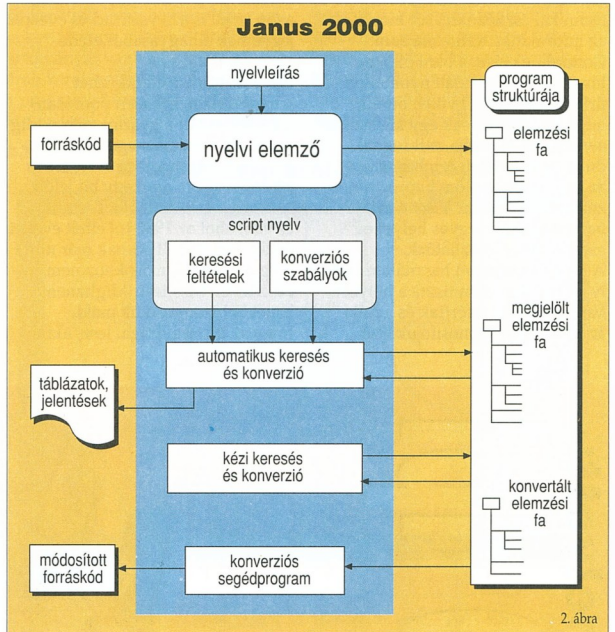 Janus 2000
nyelvleírás
program
struktúrája
forráskód
nyelvi elemző
elemzési
fa
script nyelv
keresési
feltételek
konverziós
szabályok
megjelölt
elemzési
fa
automatikus keresés
és konverzió
táblázatok,
jelentések
kézi keresés
és konverzió
konvertált
elemzési
fa
módosított
forráskód
konverziós
segédprogram
2. ábra